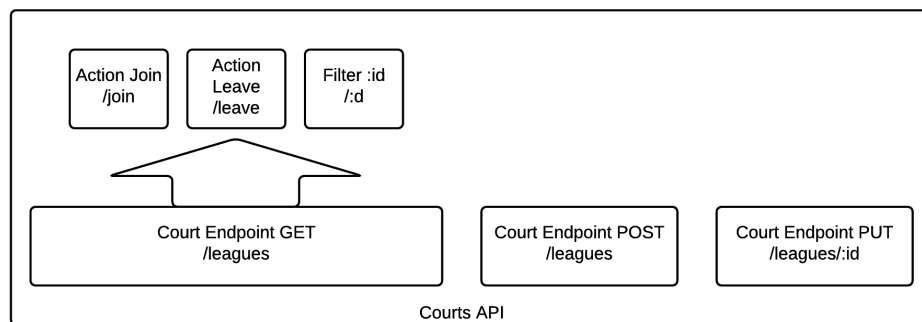 Action Join
/join
Action
Leave
/leave
Filter :id
/:d
Court Endpoint GET
/leagues
Court Endpoint POST
/leagues
Court Endpoint PUT
/leagues/:id
Courts API